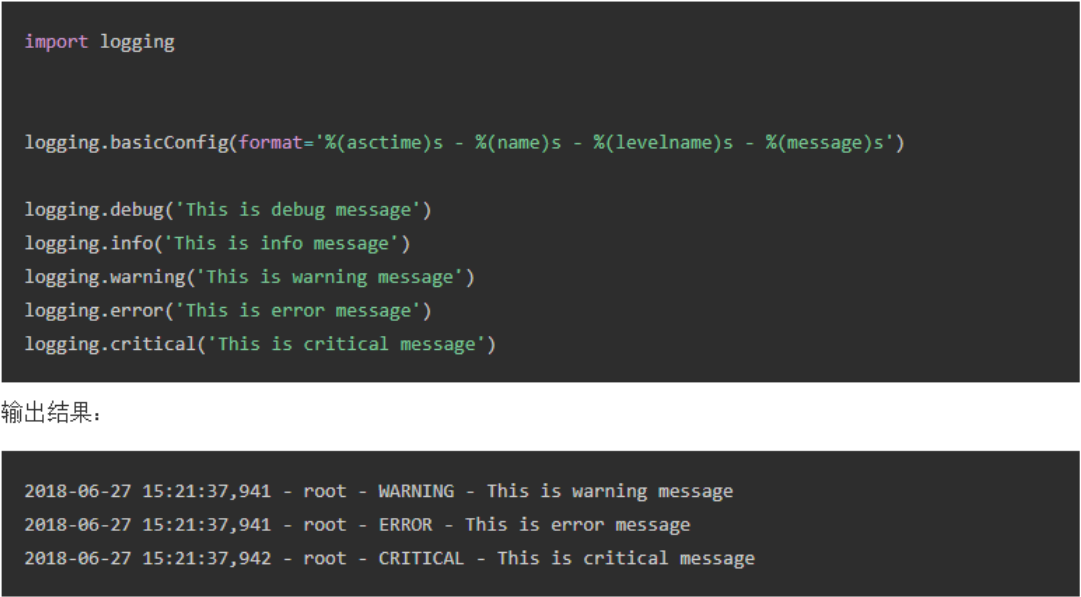 import logging
logging.basicConfig(format='%(asctime)s - %(name)s - %(levelname)s - %(message)s')
logging.debug('This is debug message')
logging.info('This is info message')
logging.warning('This is warning message')
logging.error('This is error message')
logging.critical('This is critical message')
输出结果：
2018-06-27 15:21:37,941 - root - WARNING - This is warning message
2018-06-27 15:21:37,941 - root - ERROR - This is error message
2018-06-27 15:21:37,942 - root - CRITICAL - This is critical message